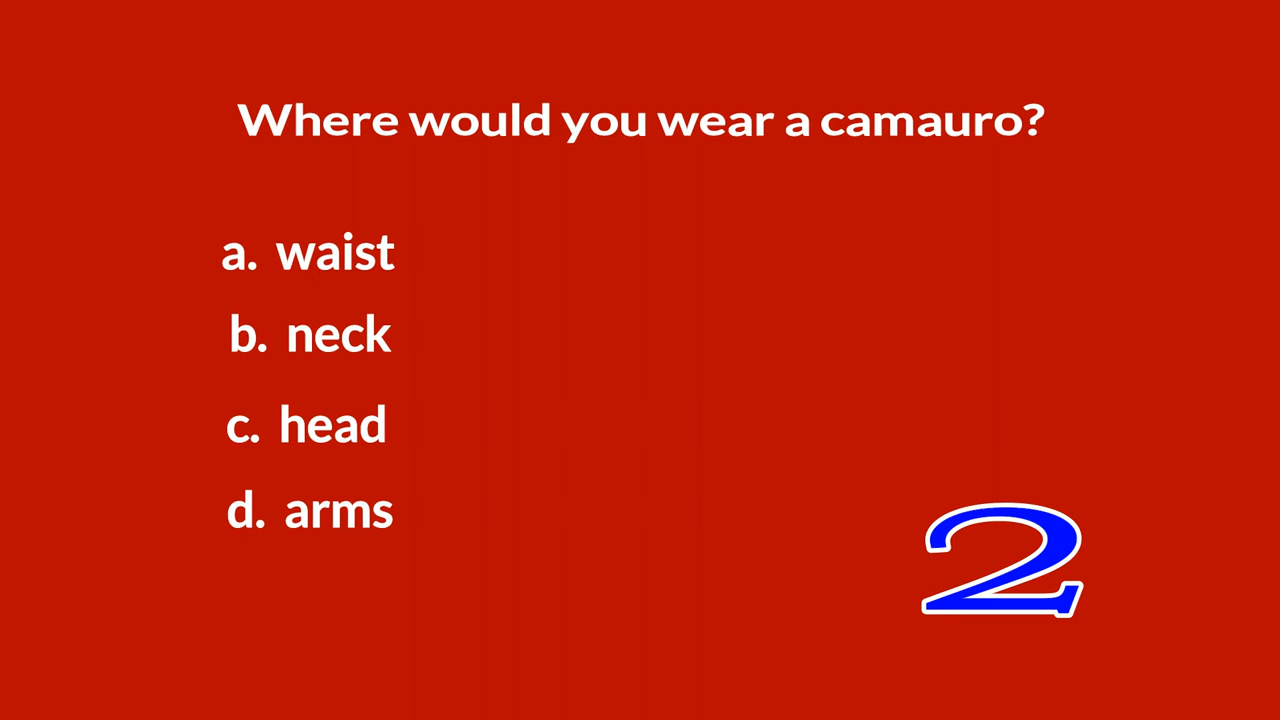 Where would you wear a camauro?
a. waist
b. neck
c. head
d. arms
2